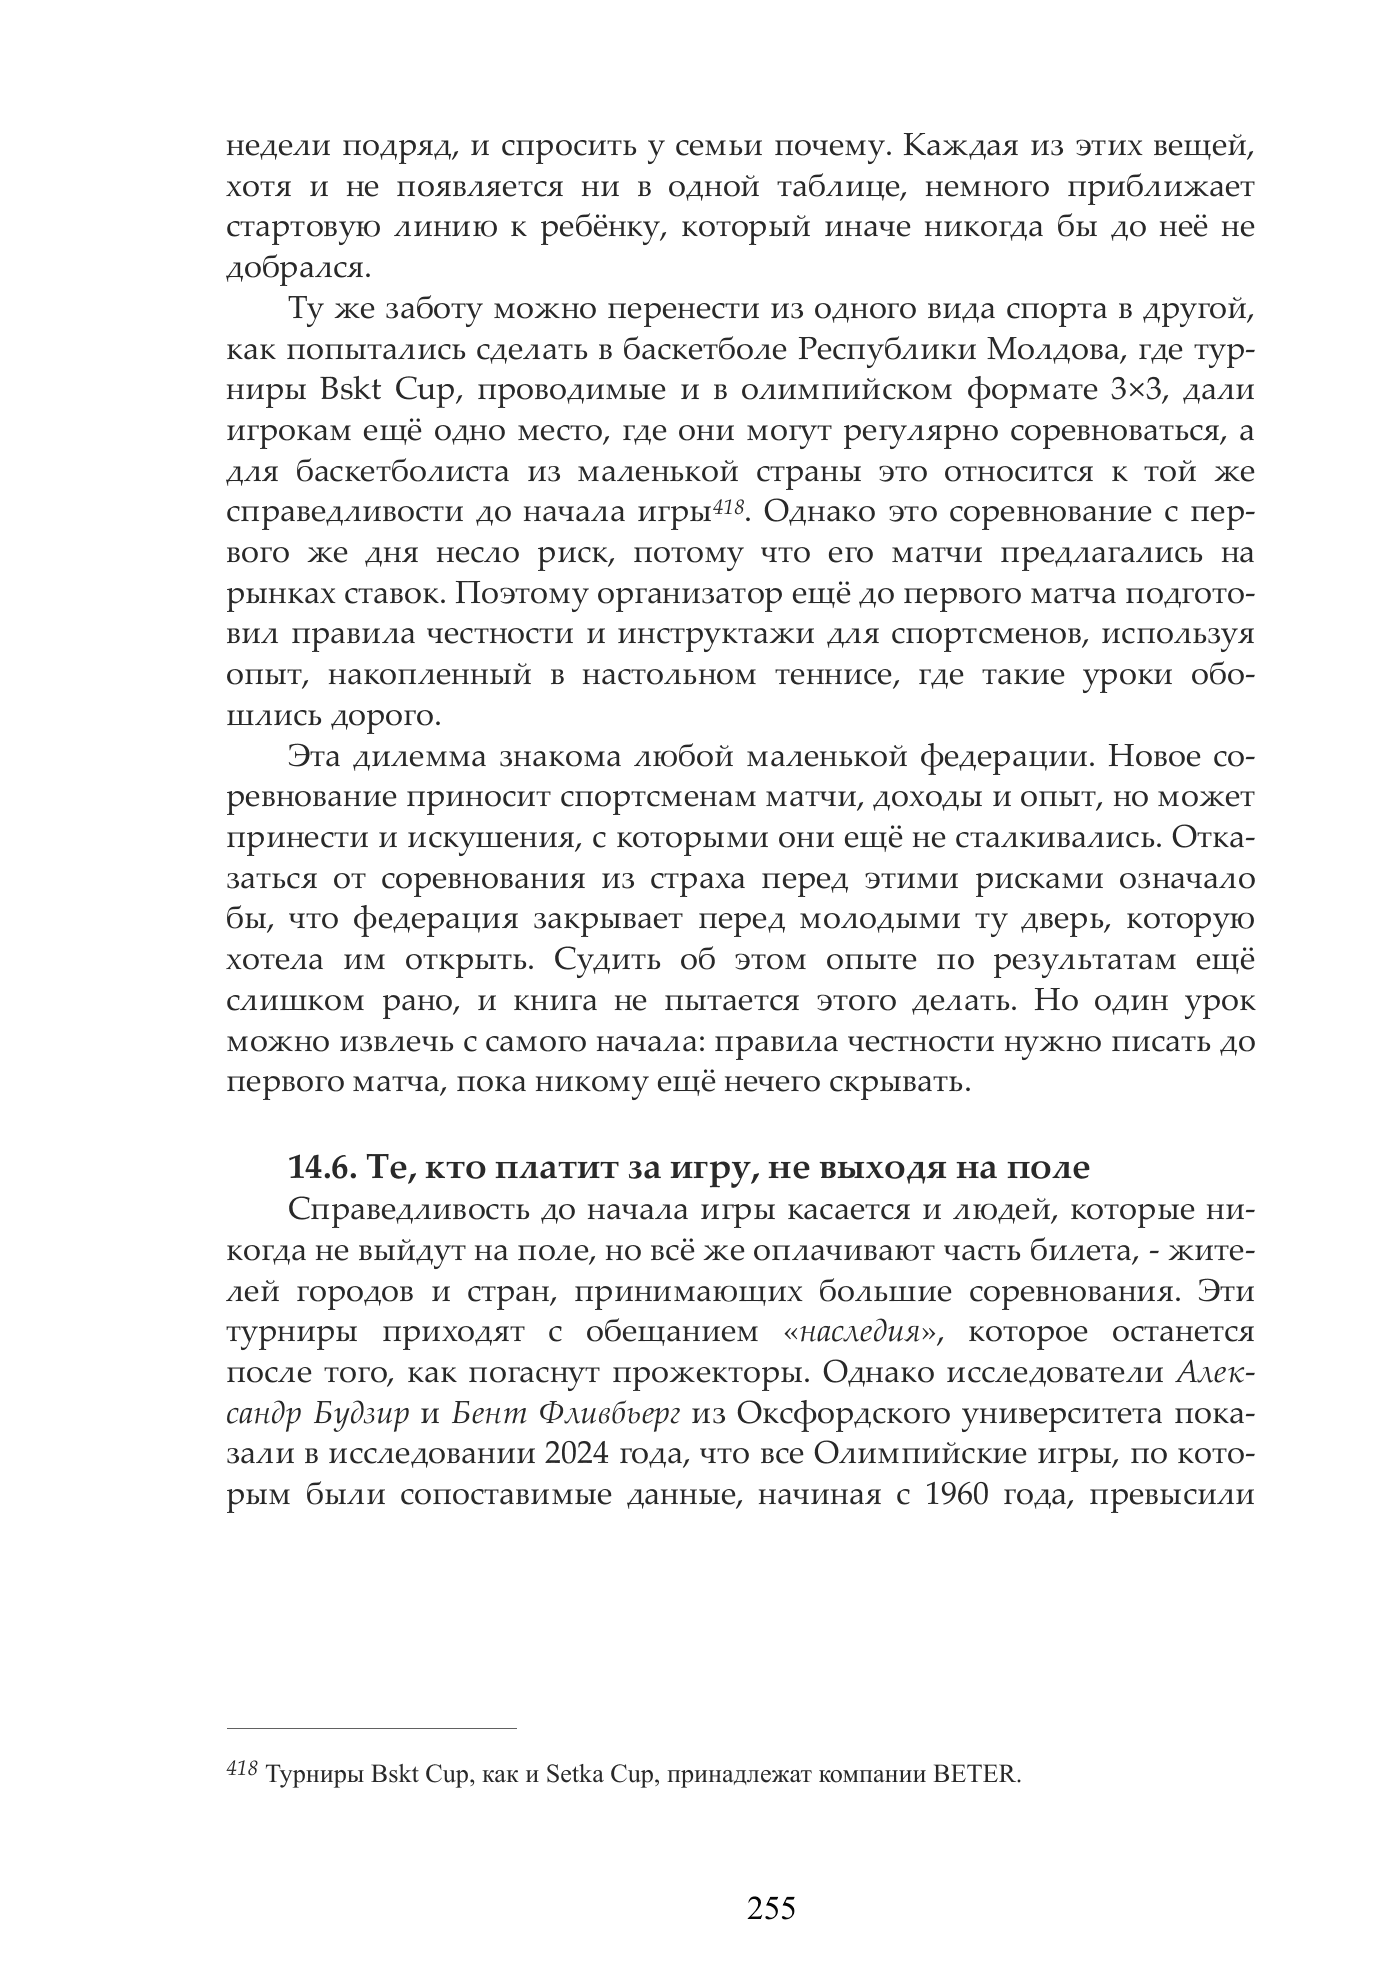 недели подряд, и спросить у семьи почему. Каждая из этих вещей,
хотя и не появляется ни в одной таблице, немного приближает
стартовую линию к ребёнку, который иначе никогда бы до неё не
добрался.
Ту же заботу можно перенести из одного вида спорта в другой,
как попытались сделать в баскетболе Республики Молдова, где тур-
ниры Bskt Cup, проводимые и в олимпийском формате 3×3, дали
игрокам ещё одно место, где они могут регулярно соревноваться, а
для баскетболиста из маленькой страны это относится к той же
справедливости до начала игры418. Однако это соревнование с пер-
вого же дня несло риск, потому что его матчи предлагались на
рынках ставок. Поэтому организатор ещё до первого матча подгото-
вил правила честности и инструктажи для спортсменов, используя
опыт, накопленный в настольном теннисе, где такие уроки обо-
шлись дорого.
Эта дилемма знакома любой маленькой федерации. Новое со-
ревнование приносит спортсменам матчи, доходы и опыт, но может
принести и искушения, с которыми они ещё не сталкивались. Отка-
заться от соревнования из страха перед этими рисками означало
бы, что федерация закрывает перед молодыми ту дверь, которую
хотела им открыть. Судить об этом опыте по результатам ещё
слишком рано, и книга не пытается этого делать. Но один урок
можно извлечь с самого начала: правила честности нужно писать до
первого матча, пока никому ещё нечего скрывать.
14.6. Те, кто платит за игру, не выходя на поле
Справедливость до начала игры касается и людей, которые ни-
когда не выйдут на поле, но всё же оплачивают часть билета, - жите-
лей городов и стран, принимающих большие соревнования. Эти
турниры приходят с обещанием «наследия», которое останется
после того, как погаснут прожекторы. Однако исследователи Алек-
сандр Будзир и Бент Фливбьерг из Оксфордского университета пока-
зали в исследовании 2024 года, что все Олимпийские игры, по кото-
рым были сопоставимые данные, начиная с 1960 года, превысили
418 Турниры Bskt Cup, как и Setka Cup, принадлежат компании BETER.
255